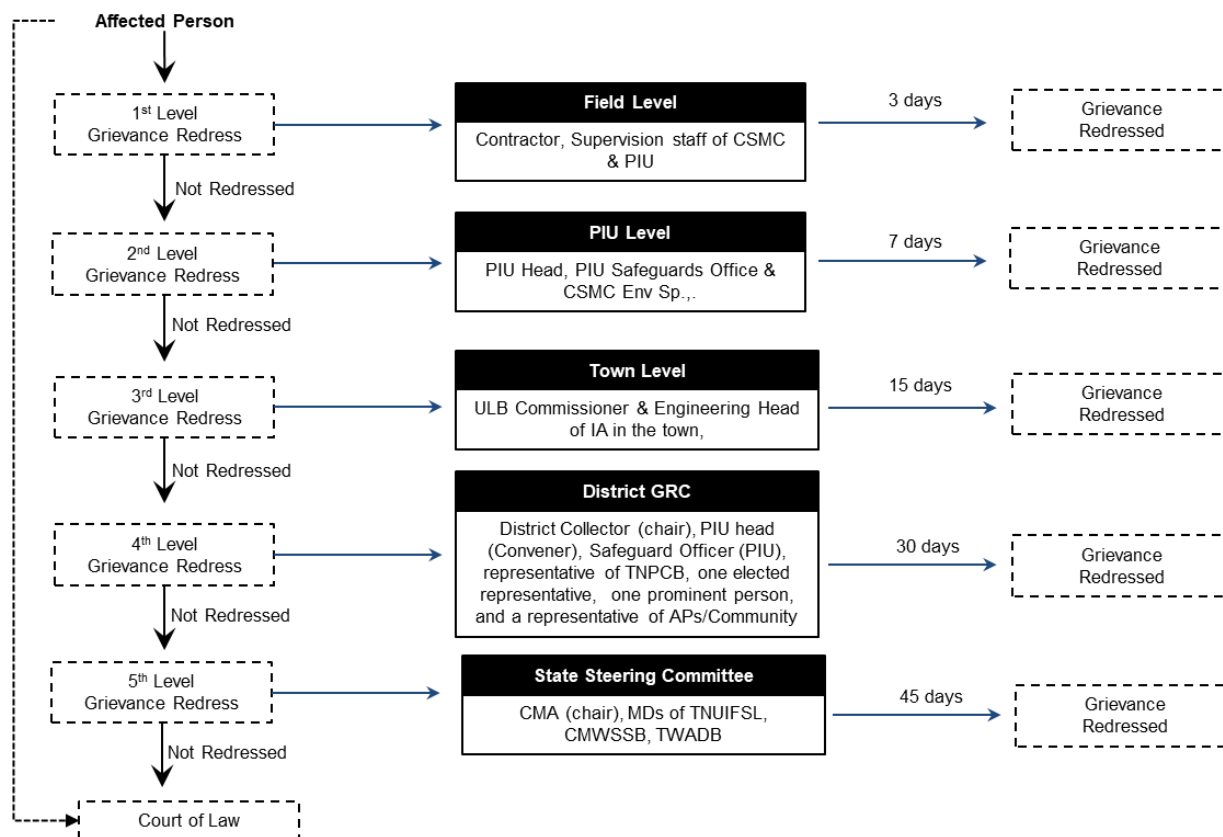 Affected Person
1st Level
Grievance Redress
Field Level
Contractor, Supervision staff of CSMC
& PIU
3 days
Grievance
Redressed
Not Redressed
2nd Level
Grievance Redress
PIU Level
PIU Head, PIU Safeguards Office &
CSMC Env Sp.,.
7 days
Grievance
Redressed
Not Redressed
3rd Level
Grievance Redress
Town Level
ULB Commissioner & Engineering Head
of IA in the town,
15 days
Grievance
Redressed
Not Redressed
4th Level
Grievance Redress
District GRC
District Collector (chair), PIU head
(Convener), Safeguard Officer (PIU),
representative of TNPCB, one elected
representative, one prominent person,
and a representative of APs/Community
30 days
Grievance
Redressed
Not Redressed
5th Level
Grievance Redress
State Steering Committee
CMA (chair), MDs of TNUIFSL,
CMWSSB, TWADB
45 days
Grievance
Redressed
Not Redressed
Court of Law